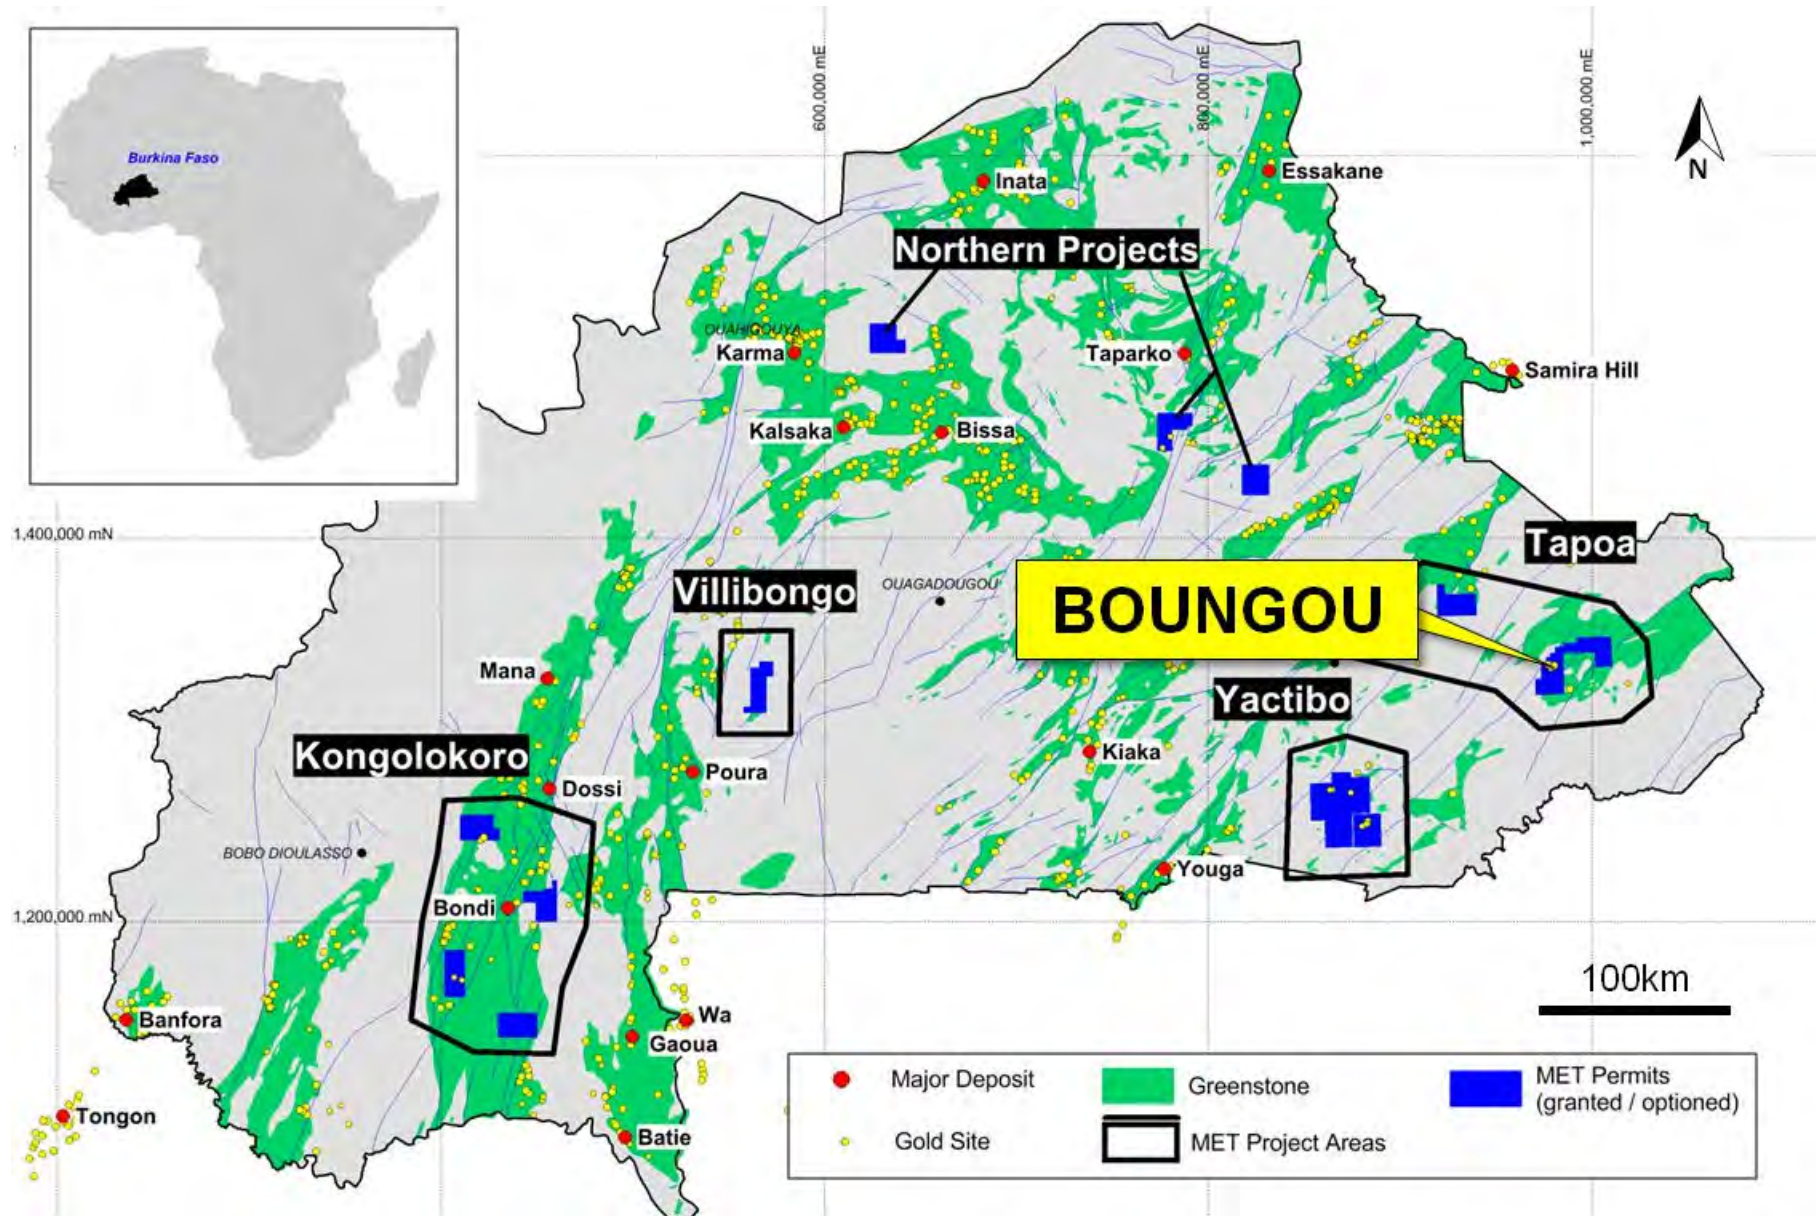 Burkina Faso
600,000 mE
800,000 mE
1,000,000 mE
N
Inata
Essakane
Northern Projects
OUAHIGOUYA
Karma
Taparko
Samira Hill
Kalsaka
Bissa
1,400,000 mN
Tapoa
Villibongo
OUAGADOUGOU
BOUNGOU
Mana
Yactibo
Kongolokoro
Kiaka
Poura
Dossi
BOBO DIOULASSO
Youga
Bondi
1,200,000 mN
100km
Banfora
Wa
Gaoua
Tongon
Batie
Major Deposit
Greenstone
MET Permits
(granted / optioned)
Gold Site
MET Project Areas